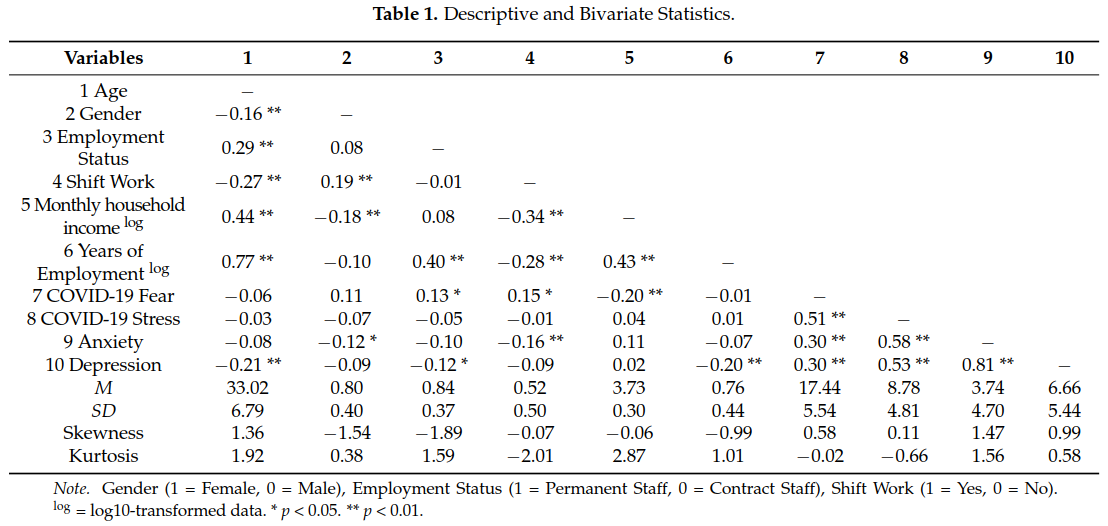 Table 1. Descriptive and Bivariate Statistics.
Variables 1 2 3 4 5 6 7 8 9 10
1 Age –
2 Gender −0.16 ** –
3 Employment
Status 0.29 ** 0.08 –
4 Shift Work −0.27 ** 0.19 ** −0.01 –
5 Monthly household
income log 0.44 ** −0.18 ** 0.08 −0.34 ** –
6 Years of
Employment log 0.77 ** −0.10 0.40 ** −0.28 ** 0.43 ** –
7 COVID-19 Fear −0.06 0.11 0.13 * 0.15 * −0.20 ** −0.01 –
8 COVID-19 Stress −0.03 −0.07 −0.05 −0.01 0.04 0.01 0.51 ** –
9 Anxiety −0.08 −0.12 * −0.10 −0.16 ** 0.11 −0.07 0.30 ** 0.58 ** –
10 Depression −0.21 ** −0.09 −0.12 * −0.09 0.02 −0.20 ** 0.30 ** 0.53 ** 0.81 ** –
M 33.02 0.80 0.84 0.52 3.73 0.76 17.44 8.78 3.74 6.66
SD 6.79 0.40 0.37 0.50 0.30 0.44 5.54 4.81 4.70 5.44
Skewness 1.36 −1.54 −1.89 −0.07 −0.06 −0.99 0.58 0.11 1.47 0.99
Kurtosis 1.92 0.38 1.59 −2.01 2.87 1.01 −0.02 −0.66 1.56 0.58
Note. Gender (1 = Female, 0 = Male), Employment Status (1 = Permanent Staff, 0 = Contract Staff), Shift Work (1 = Yes, 0 = No).
log = log10-transformed data. * p < 0.05. ** p < 0.01.